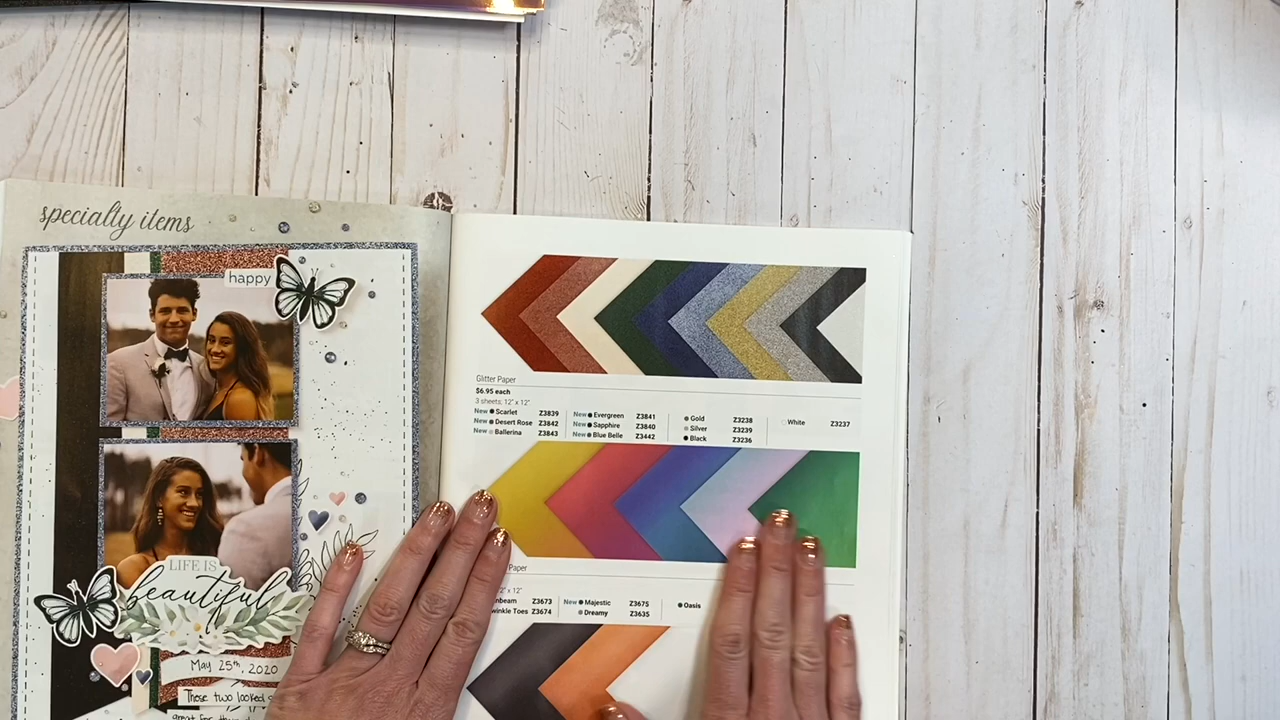 specialty items
happy
LIFE IS
beautiful
May 25th, 2020
These two looked s
Glitter Paper
$6.95 each
3 sheets; 12" x 12"
New Scarlet Z3839
New Desert Rose Z3842
New Ballerina Z3843
New Evergreen Z3841
New Sapphire Z3840
New Blue Belle Z3442
Gold Z3238
Silver Z3239
Black Z3236
White Z3237
Paper
12"
nbeam Z3673
winkle Toes Z3674
New Majestic Z3675
Dreamy Z3635
Oasis